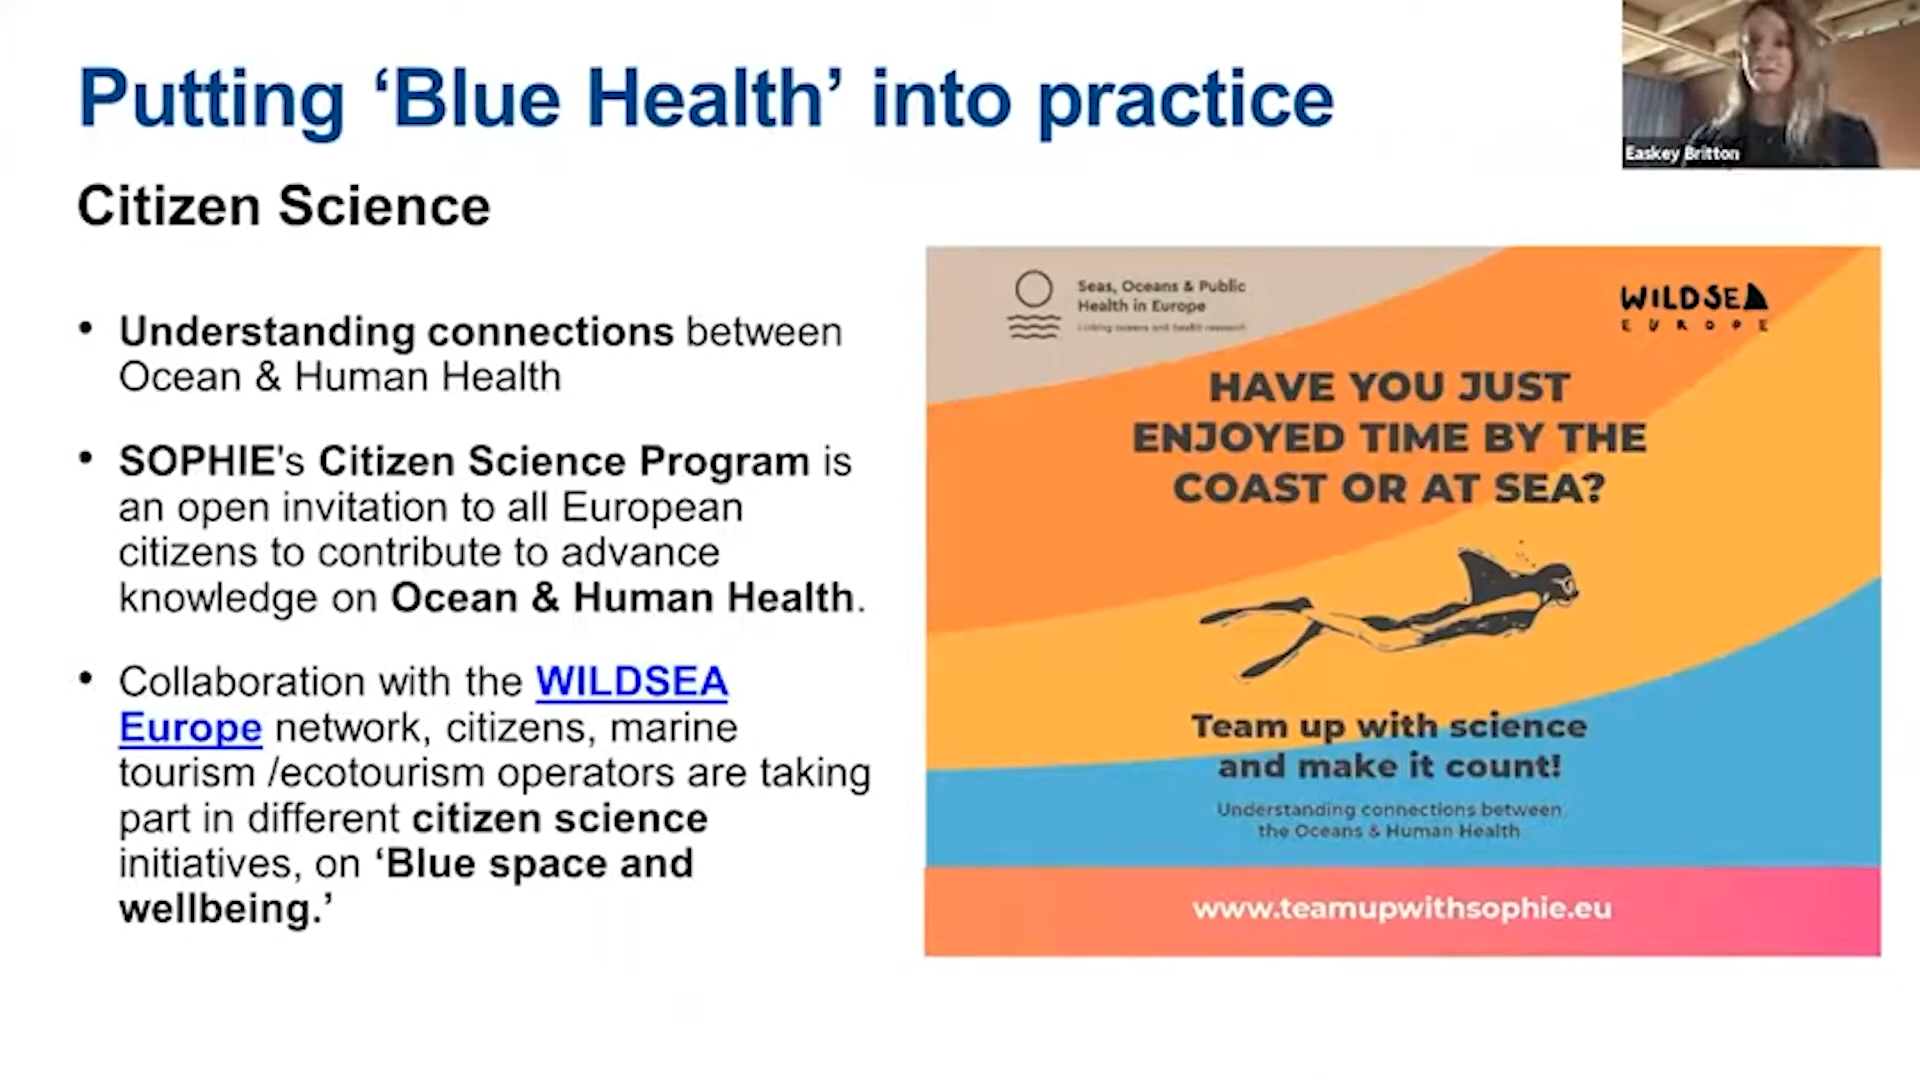 Putting ‘Blue Health’ into practice
Easkey Britton
Citizen Science
• Understanding connections between
Ocean & Human Health
• SOPHIE's Citizen Science Program is
an open invitation to all European
citizens to contribute to advance
knowledge on Ocean & Human Health.
• Collaboration with the WILDSEA
Europe network, citizens, marine
tourism /ecotourism operators are taking
part in different citizen science
initiatives, on ‘Blue space and
wellbeing.’
Seas, Oceans & Public
Health in Europe
Linking oceans and health research
WILDSEA
EUROPE
HAVE YOU JUST
ENJOYED TIME BY THE
COAST OR AT SEA?
Team up with science
and make it count!
Understanding connections between
the Oceans & Human Health
www.teamupwithsophie.eu